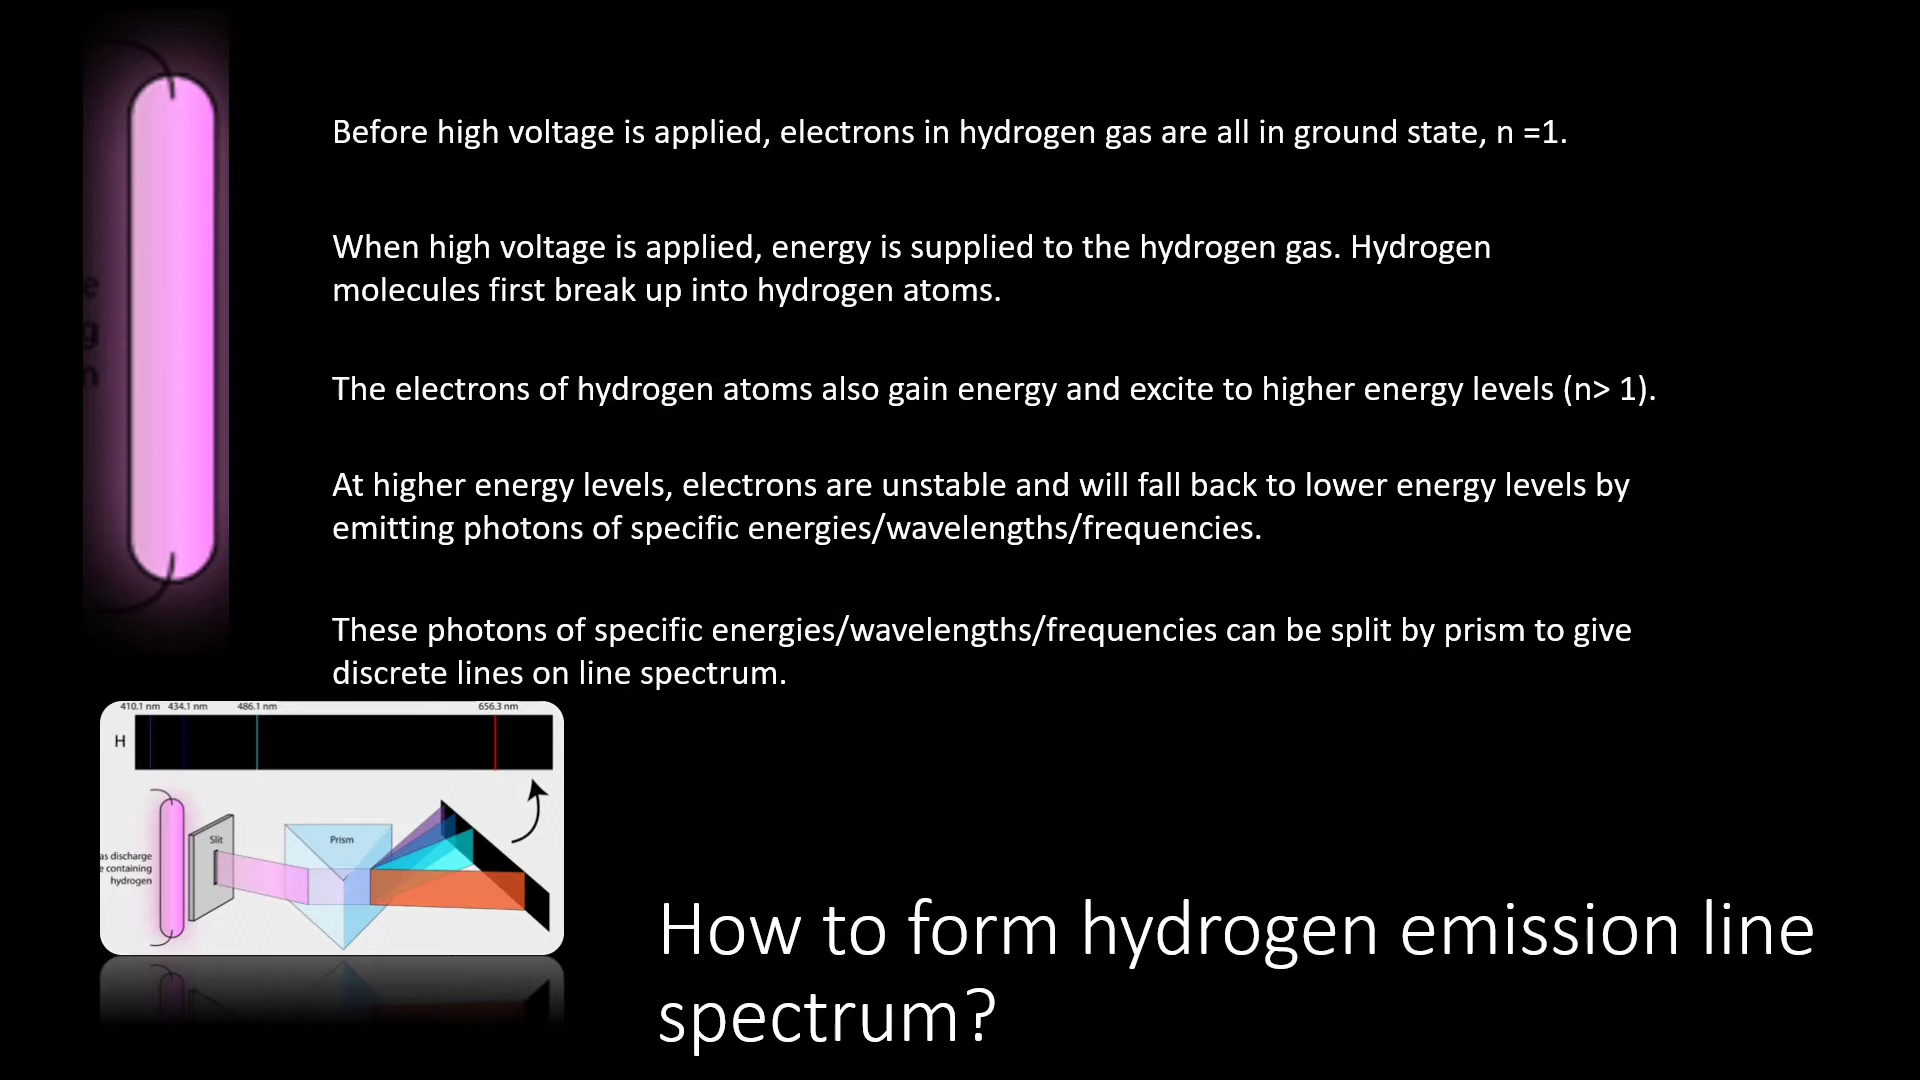 Before high voltage is applied, electrons in hydrogen gas are all in ground state, n =1.
When high voltage is applied, energy is supplied to the hydrogen gas. Hydrogen
molecules first break up into hydrogen atoms.
The electrons of hydrogen atoms also gain energy and excite to higher energy levels (n> 1).
At higher energy levels, electrons are unstable and will fall back to lower energy levels by
emitting photons of specific energies/wavelengths/frequencies.
These photons of specific energies/wavelengths/frequencies can be split by prism to give
discrete lines on line spectrum.
410.1 nm 434.1 nm 486.1 nm 656.3 nm
H
Slit
Prism
as discharge
e containing
hydrogen
How to form hydrogen emission line
spectrum?